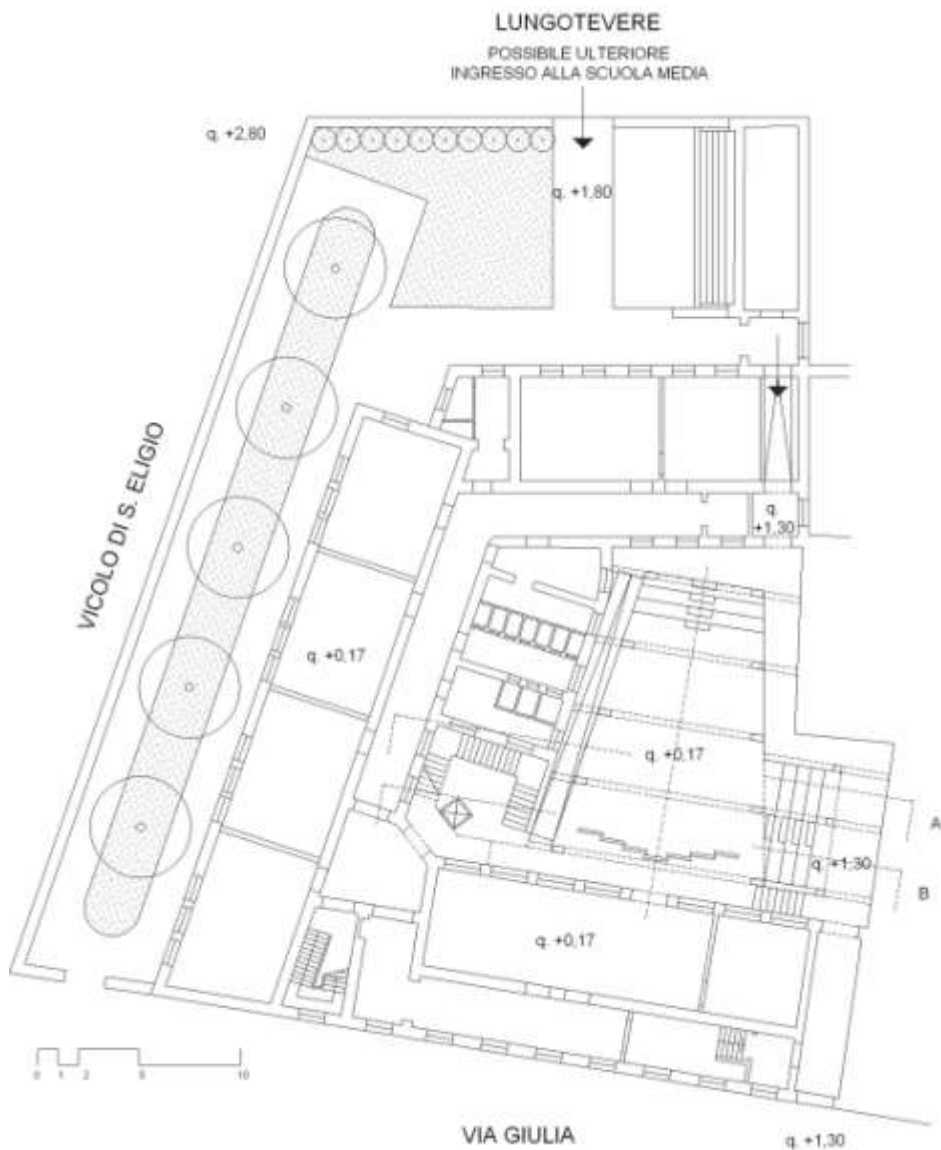 LUNGOTEVERE
POSSIBILE ULTERIORE
INGRESSO ALLA SCUOLA MEDIA
q. +2,80
q. +1,80
VICOLO DI S. ELIGIO
q.
+1,30
q. +0,17
q. +0,17
A
q. +1,30
B
q. +0,17
0 1 2 5 10
VIA GIULIA
q. +1,30